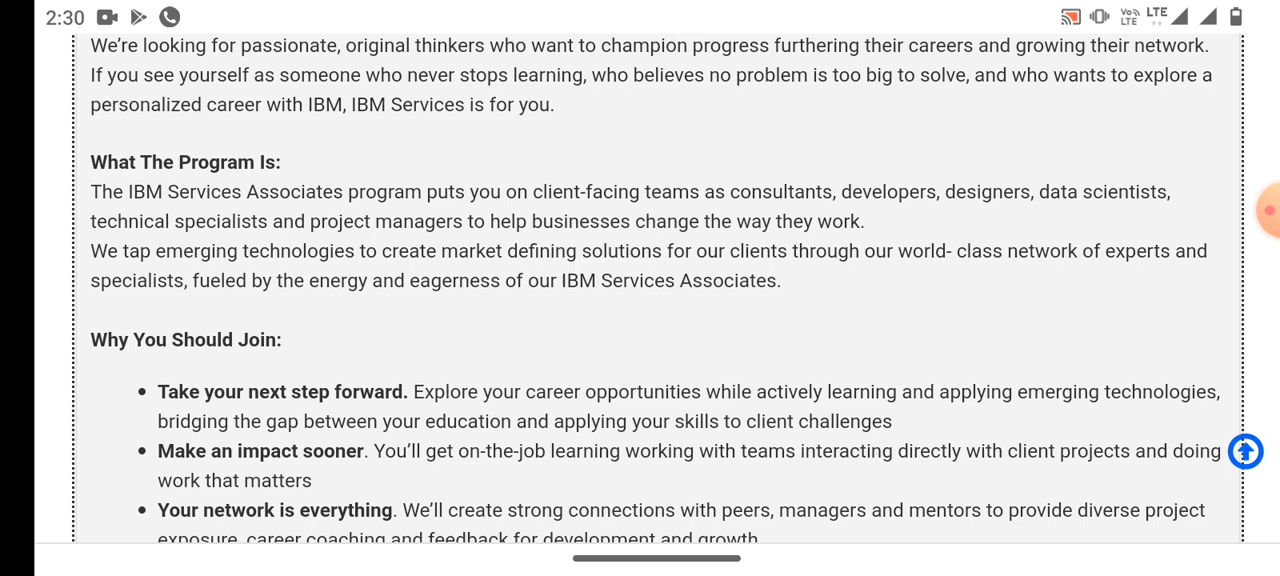 2:30
VoLTE LTE
We’re looking for passionate, original thinkers who want to champion progress furthering their careers and growing their network.
If you see yourself as someone who never stops learning, who believes no problem is too big to solve, and who wants to explore a
personalized career with IBM, IBM Services is for you.
What The Program Is:
The IBM Services Associates program puts you on client-facing teams as consultants, developers, designers, data scientists,
technical specialists and project managers to help businesses change the way they work.
We tap emerging technologies to create market defining solutions for our clients through our world- class network of experts and
specialists, fueled by the energy and eagerness of our IBM Services Associates.
Why You Should Join:
• Take your next step forward. Explore your career opportunities while actively learning and applying emerging technologies,
bridging the gap between your education and applying your skills to client challenges
• Make an impact sooner. You’ll get on-the-job learning working with teams interacting directly with client projects and doing
work that matters
• Your network is everything. We’ll create strong connections with peers, managers and mentors to provide diverse project
exposure, career coaching and feedback for development and growth